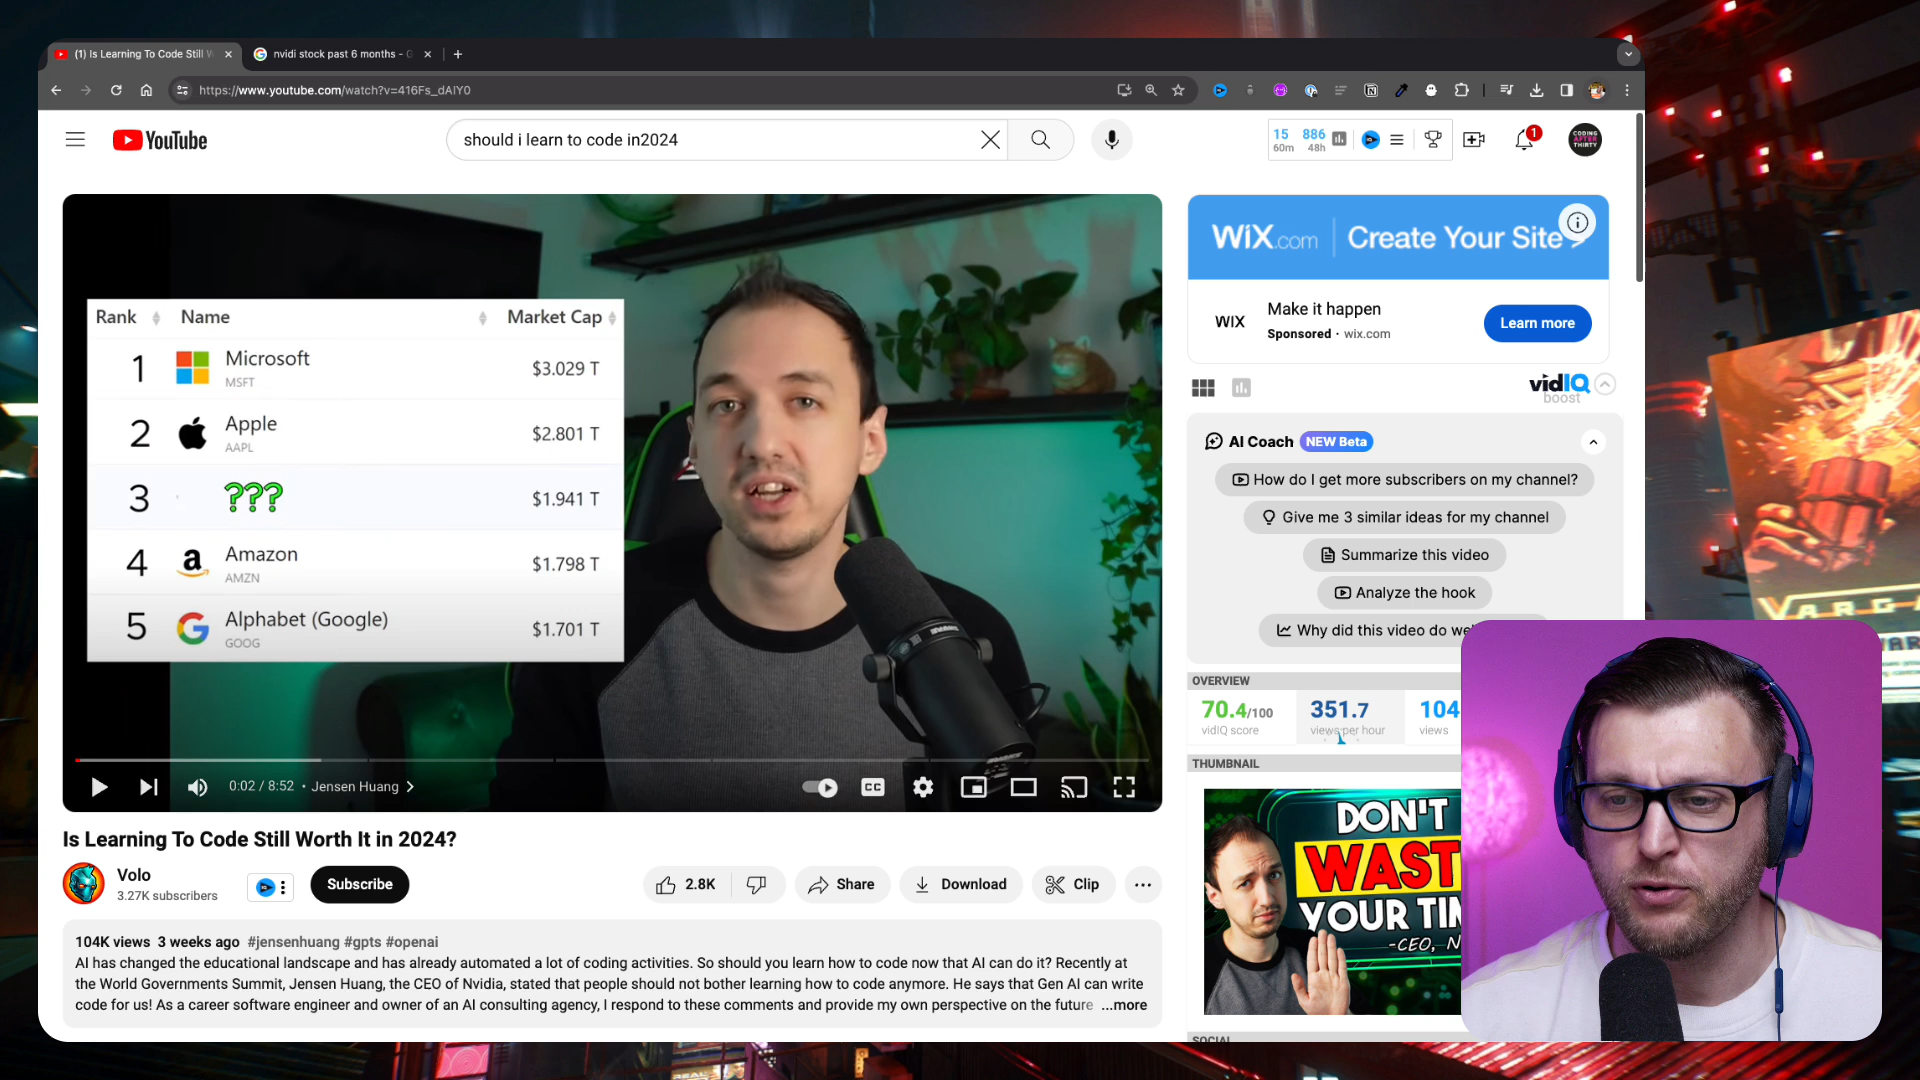 (1) Is Learning To Code Still W
nvidi stock past 6 months - G
https://www.youtube.com/watch?v=416Fs_dAIY0
YouTube
should i learn to code in2024
15
60m
886
48h
1
CODING
AFTER
THIRTY
Rank
Name
Market Cap
1
Microsoft
MSFT
$3.029 T
2
Apple
AAPL
$2.801 T
3
???
$1.941 T
4
Amazon
AMZN
$1.798 T
5
Alphabet (Google)
GOOG
$1.701 T
CC
0:02 / 8:52 • Jensen Huang
WiX.com
Create Your Site
WIX
Make it happen
Sponsored · wix.com
Learn more
vidIQ
boost
AI Coach
NEW Beta
How do I get more subscribers on my channel?
Give me 3 similar ideas for my channel
Summarize this video
Analyze the hook
Why did this video do we
OVERVIEW
70.4/100
vidIQ score
351.7
views per hour
104
views
THUMBNAIL
DON'T
WAST
YOUR TIM
-CEO, N
SOCIAL
Is Learning To Code Still Worth It in 2024?
Volo
3.27K subscribers
Subscribe
2.8K
Share
Download
Clip
104K views 3 weeks ago #jensenhuang #gpts #openai
AI has changed the educational landscape and has already automated a lot of coding activities. So should you learn how to code now that AI can do it? Recently at
the World Governments Summit, Jensen Huang, the CEO of Nvidia, stated that people should not bother learning how to code anymore. He says that Gen AI can write
code for us! As a career software engineer and owner of an AI consulting agency, I respond to these comments and provide my own perspective on the future ...more